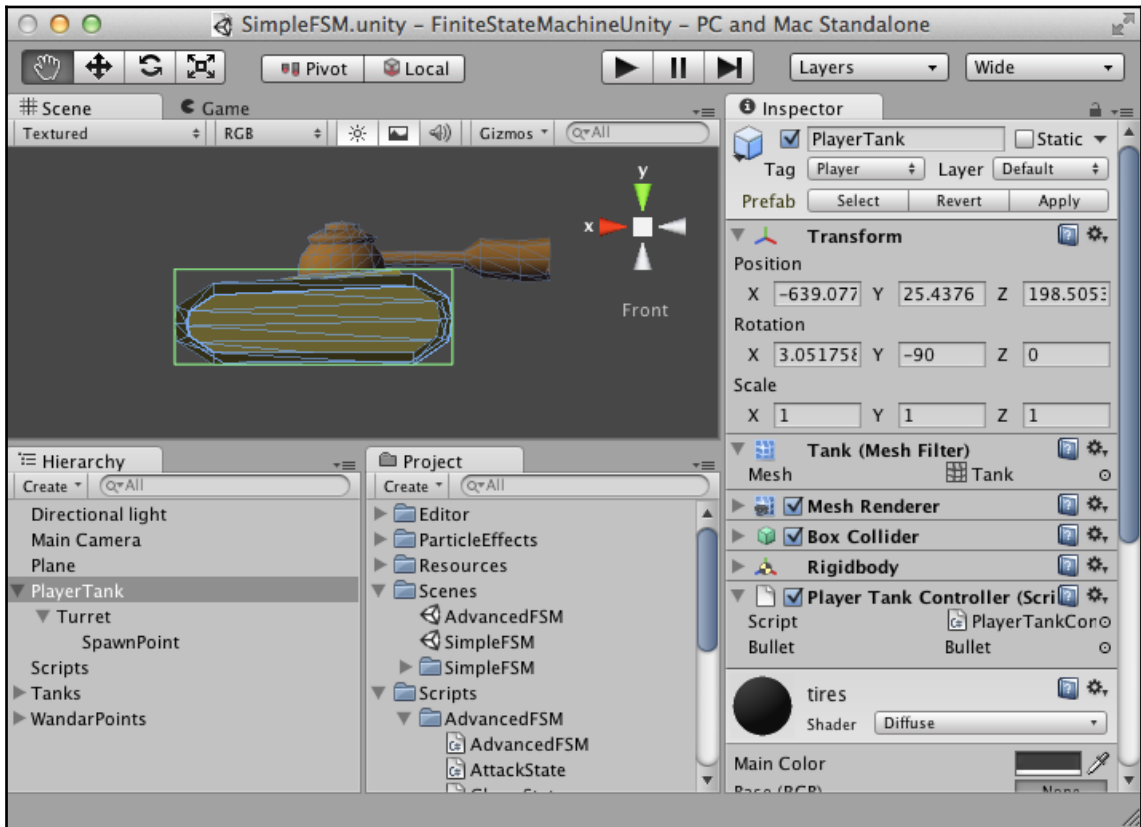 SimpleFSM.unity – FiniteStateMachineUnity – PC and Mac Standalone
Pivot Local Layers Wide
Scene Game
Textured RGB Gizmos All
y
x
Front
Hierarchy
Create All
Directional light
Main Camera
Plane
PlayerTank
Turret
SpawnPoint
Scripts
Tanks
WandarPoints
Project
Create All
Editor
ParticleEffects
Resources
Scenes
AdvancedFSM
SimpleFSM
SimpleFSM
Scripts
AdvancedFSM
AdvancedFSM
AttackState
Inspector
PlayerTank Static
Tag Player Layer Default
Prefab Select Revert Apply
Transform
Position
X -639.077 Y 25.4376 Z 198.5053
Rotation
X 3.051758 Y -90 Z 0
Scale
X 1 Y 1 Z 1
Tank (Mesh Filter)
Mesh Tank
Mesh Renderer
Box Collider
Rigidbody
Player Tank Controller (Scri
Script PlayerTankCon
Bullet Bullet
tires
Shader Diffuse
Main Color
Base (RGB) None